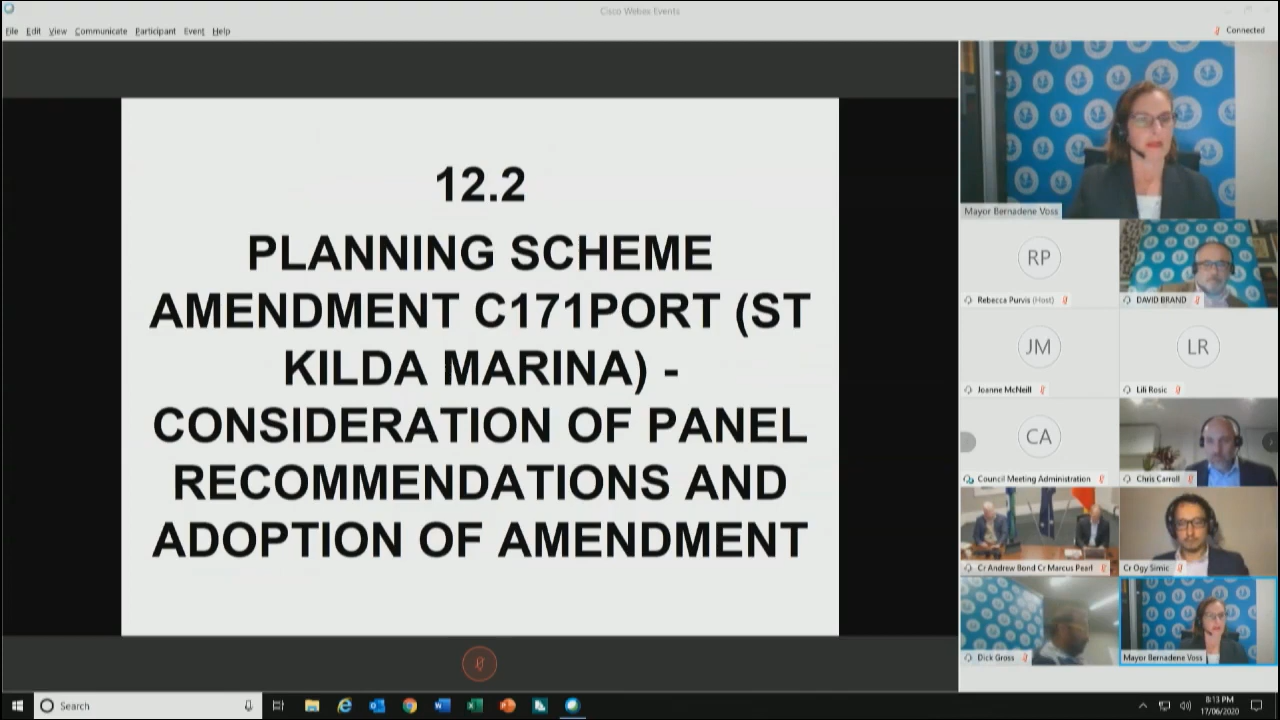 Cisco Webex Events
File Edit View Communicate Participant Event Help
Connected
12.2
PLANNING SCHEME
AMENDMENT C171PORT (ST
KILDA MARINA) -
CONSIDERATION OF PANEL
RECOMMENDATIONS AND
ADOPTION OF AMENDMENT
Mayor Bernadene Voss
RP
Rebecca Purvis (Host)
DAVID BRAND
JM
Joanne McNeill
LR
Lili Rosic
CA
Council Meeting Administration
Chris Carroll
Cr Andrew Bond Cr Marcus Pearl
Cr Ogy Simic
Dick Gross
Mayor Bernadene Voss
Search
8:13 PM
17/06/2020